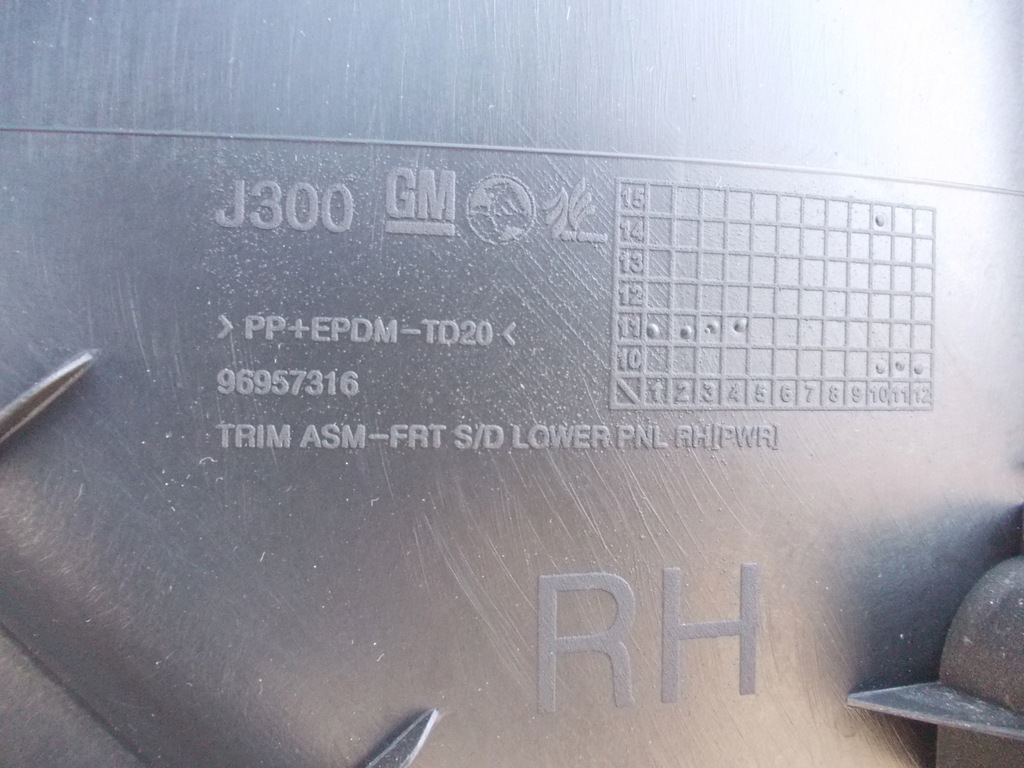 J300 GM
>PP+EPDM-TD20<
96957316
TRIM ASM-FRT S/D LOWER PNL RH[PWR]
15
14
13
12
11
10
1 2 3 4 5 6 7 8 9 10 11 12
RH